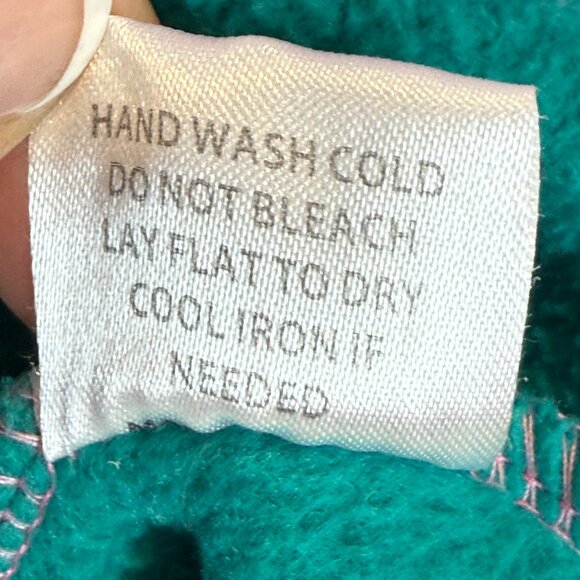 HAND WASH COLD
DO NOT BLEACH
LAY FLAT TO DRY
COOL IRON IF
NEEDED